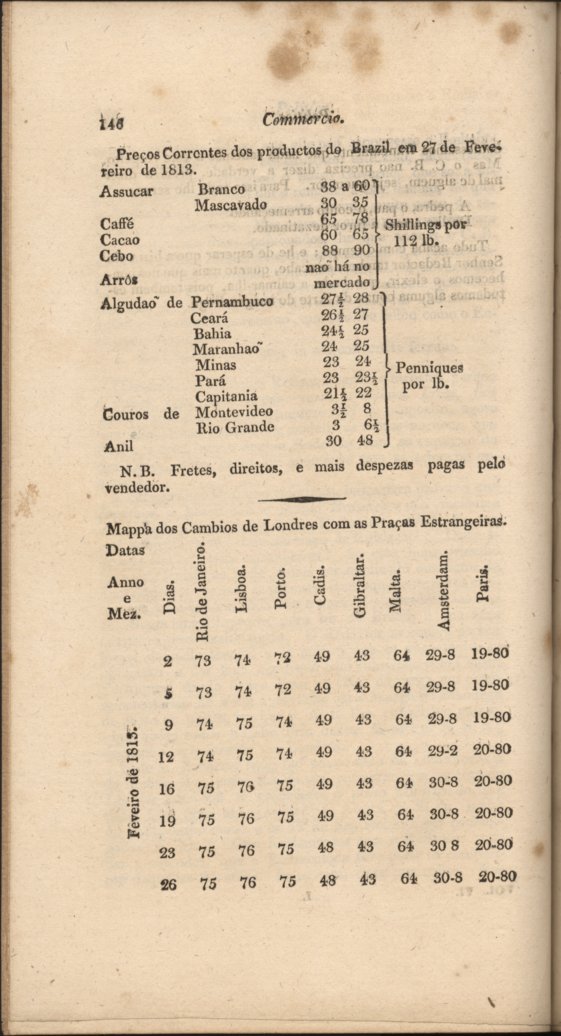 146 Commercio.
Preços Correntes dos productos do Brazil em 27 de Feve-
reiro de 1813.
Assucar Branco 38 a 60
Mascavado 30 35
Caffé 65 78 Shillings por
Cacao 60 65 112 lb.
Cebo 88 90
nao~ há no
Arrôs mercado
Algudao~ de Pernambuco 27½ 28
Ceará 26½ 27
Bahia 24½ 25
Maranhao~ 24 25
Minas 23 24 Penniques
Pará 23 23½ por lb.
Capitania 21½ 22
Couros de Montevideo 3½ 8
Rio Grande 3 6½
Anil 30 48
N. B. Fretes, direitos, e mais despezas pagas pelo
vendedor.
Mappa dos Cambios de Londres com as Praças Estrangeiras.
Datas
Anno
e
Mez. Dias. Rio de Janeiro. Lisboa. Porto. Cadis. Gibraltar. Malta. Amsterdam. Paris.
Feveiro de 1813.
2 73 74 72 49 43 64 29-8 19-80
5 73 74 72 49 43 64 29-8 19-80
9 74 75 74 49 43 64 29-8 19-80
12 74 75 74 49 43 64 29-2 20-80
16 75 76 75 49 43 64 30-8 20-80
19 75 76 75 49 43 64 30-8 20-80
23 75 76 75 48 43 64 30 8 20-80
26 75 76 75 48 43 64 30-8 20-80